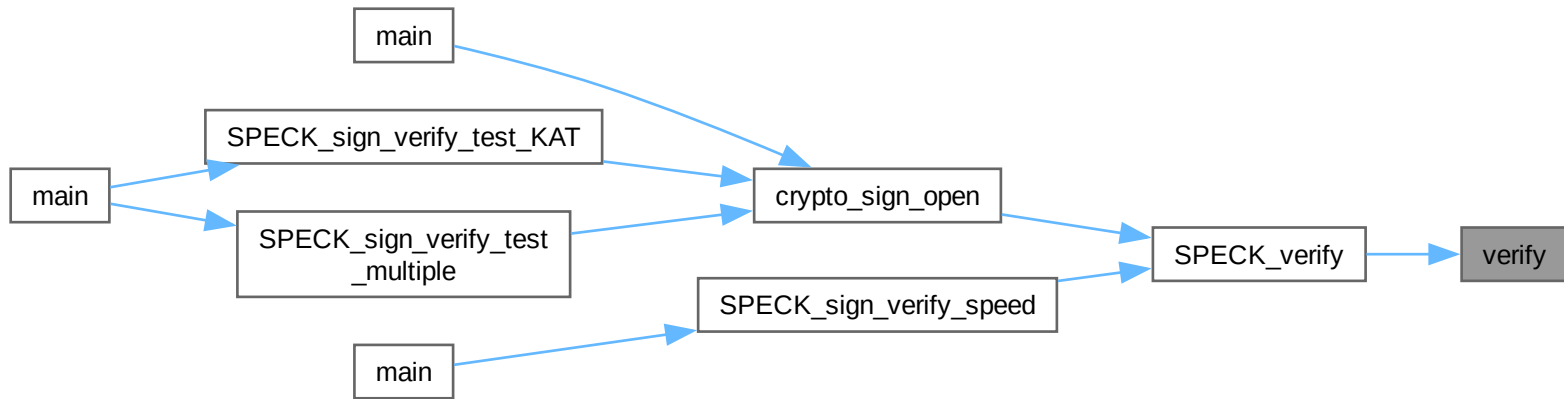 main
SPECK_sign_verify_test_KAT
main
crypto_sign_open
SPECK_sign_verify_test
_multiple
SPECK_verify
verify
SPECK_sign_verify_speed
main